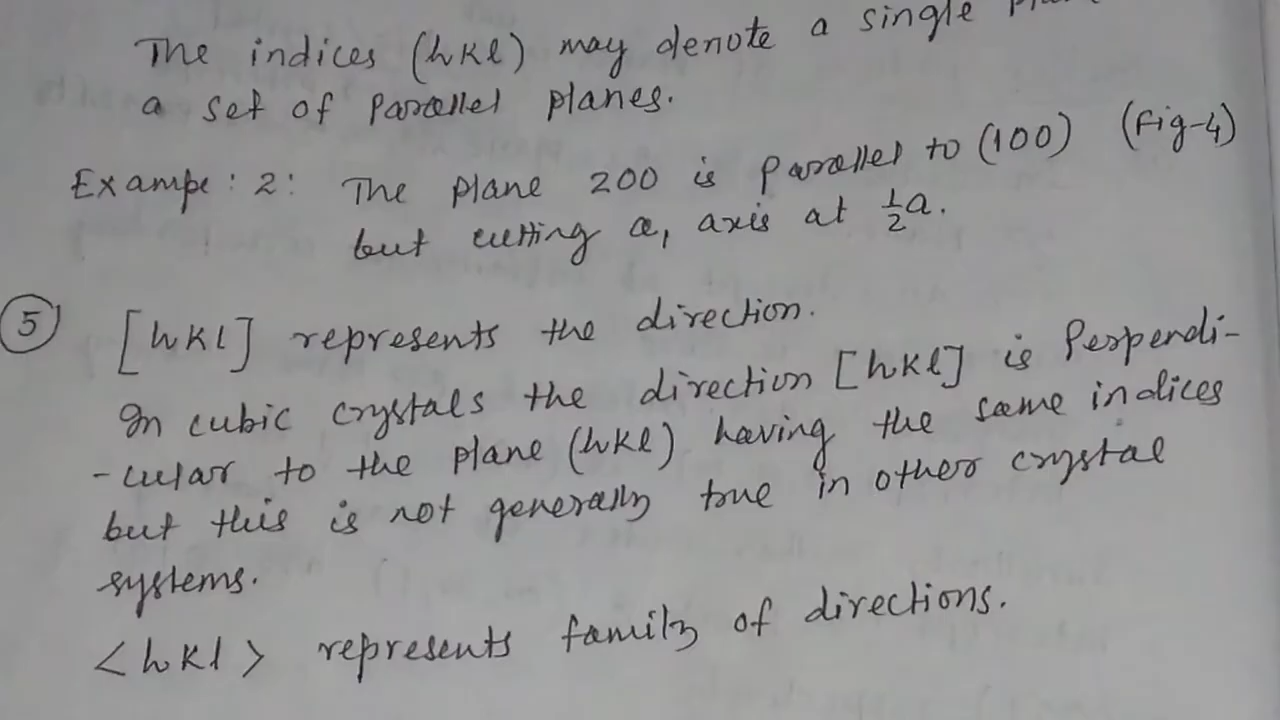 The indices (hkl) may denote a single
a set of parallel planes.
Exampe: 2: The plane 200 is parallel to (100) (Fig-4)
but cutting a, axis at ½a.
5 [hkl] represents the direction.
In cubic crystals the direction [hkl] is Perpendi-
-cular to the plane (hkl) having the same indices
but this is not generally true in other crystal
systems.
<hkl> represents family of directions.